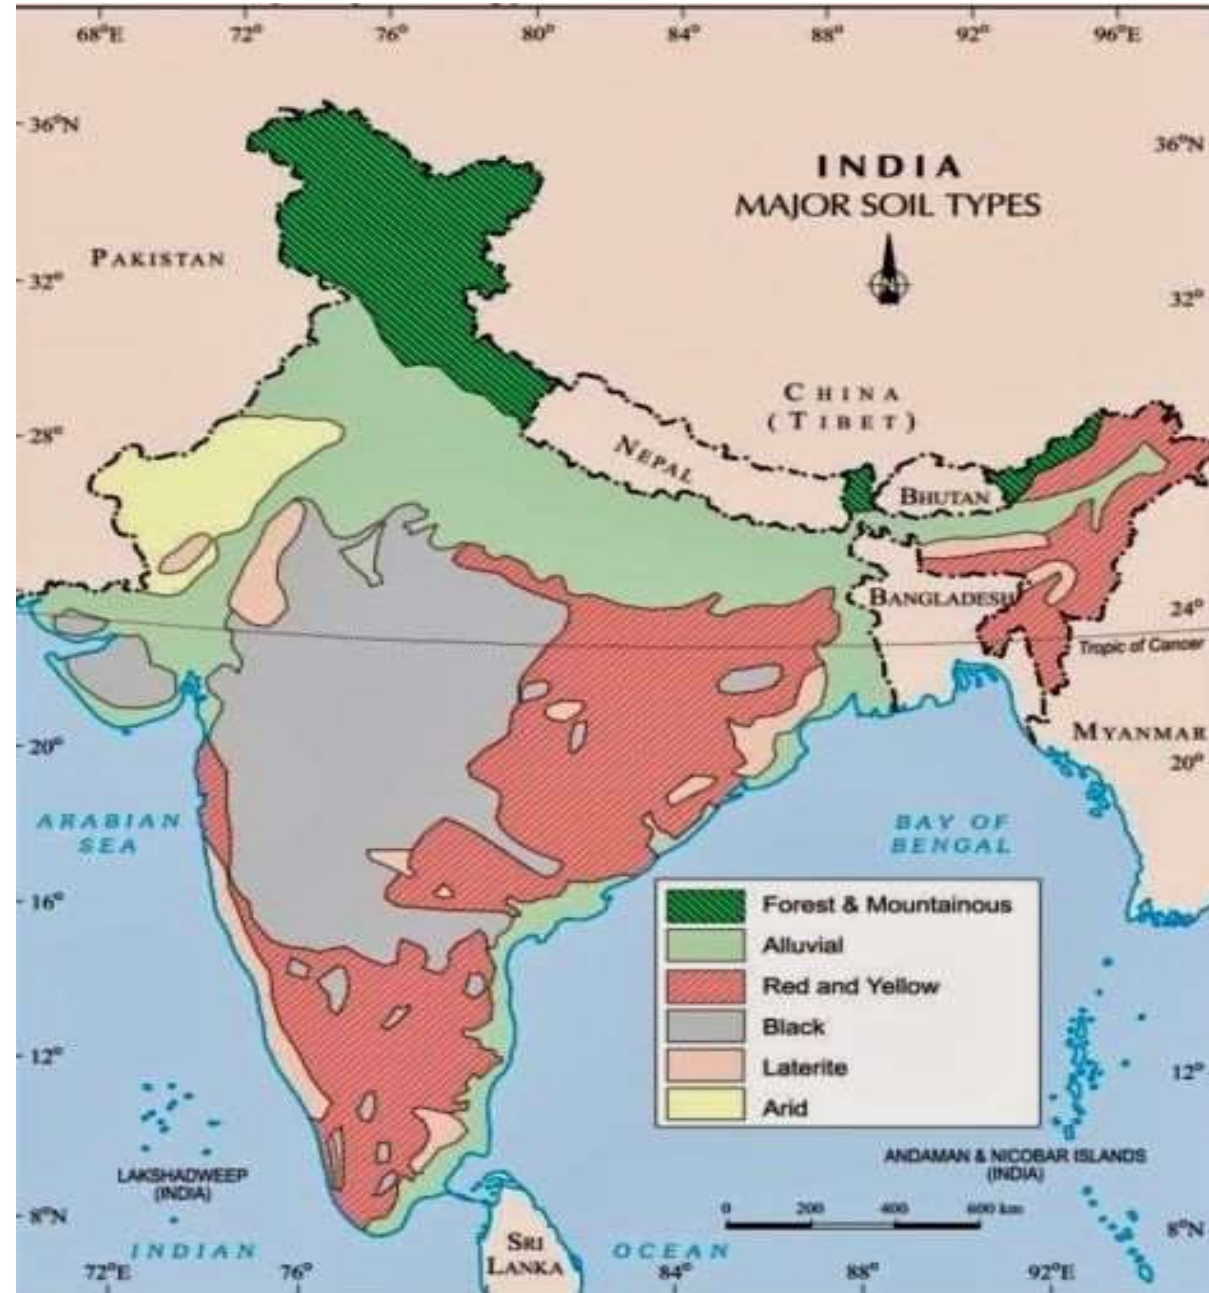 68°E 72° 76° 80° 84° 88° 92° 96°E
36°N
36°N
INDIA
MAJOR SOIL TYPES
N
PAKISTAN
32°
32°
CHINA
(TIBET)
28°
NEPAL
BHUTAN
BANGLADESH
24°
Tropic of Cancer
MYANMAR
20°
20°
ARABIAN
SEA
BAY OF
BENGAL
16°
Forest & Mountainous
Alluvial
Red and Yellow
Black
Laterite
Arid
12°
12°
LAKSHADWEEP
(INDIA)
ANDAMAN & NICOBAR ISLANDS
(INDIA)
0 200 400 600 km
8°N
8°N
INDIAN OCEAN
SRI
LANKA
72°E 76° 84° 88° 92°E